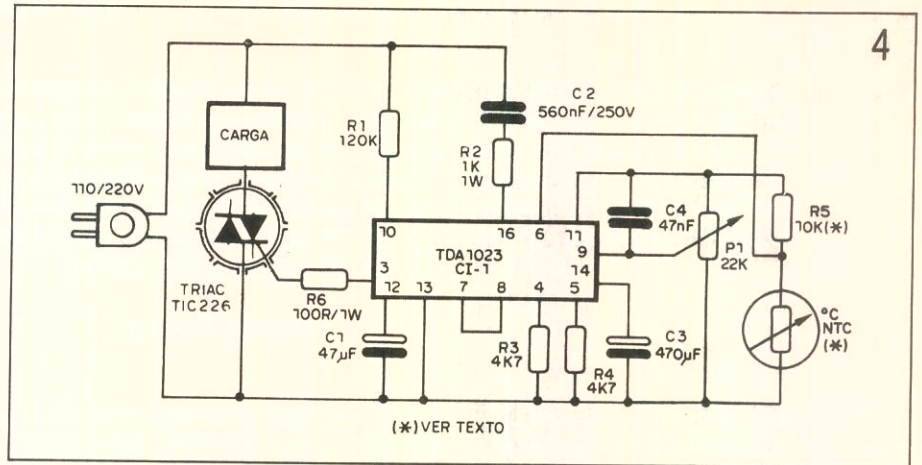 4
110/220V
CARGA
TRIAC
TIC226
R1
120K
C2
560nF/250V
R2
1K
1W
R6
100R/1W
10
16
6
11
TDA1023
CI-1
9
14
3
12
13
7
8
4
5
C1
47µF
R3
4K7
R4
4K7
C3
470µF
C4
47nF
P1
22K
R5
10K(*)
°C
NTC
(*)
(*)VER TEXTO